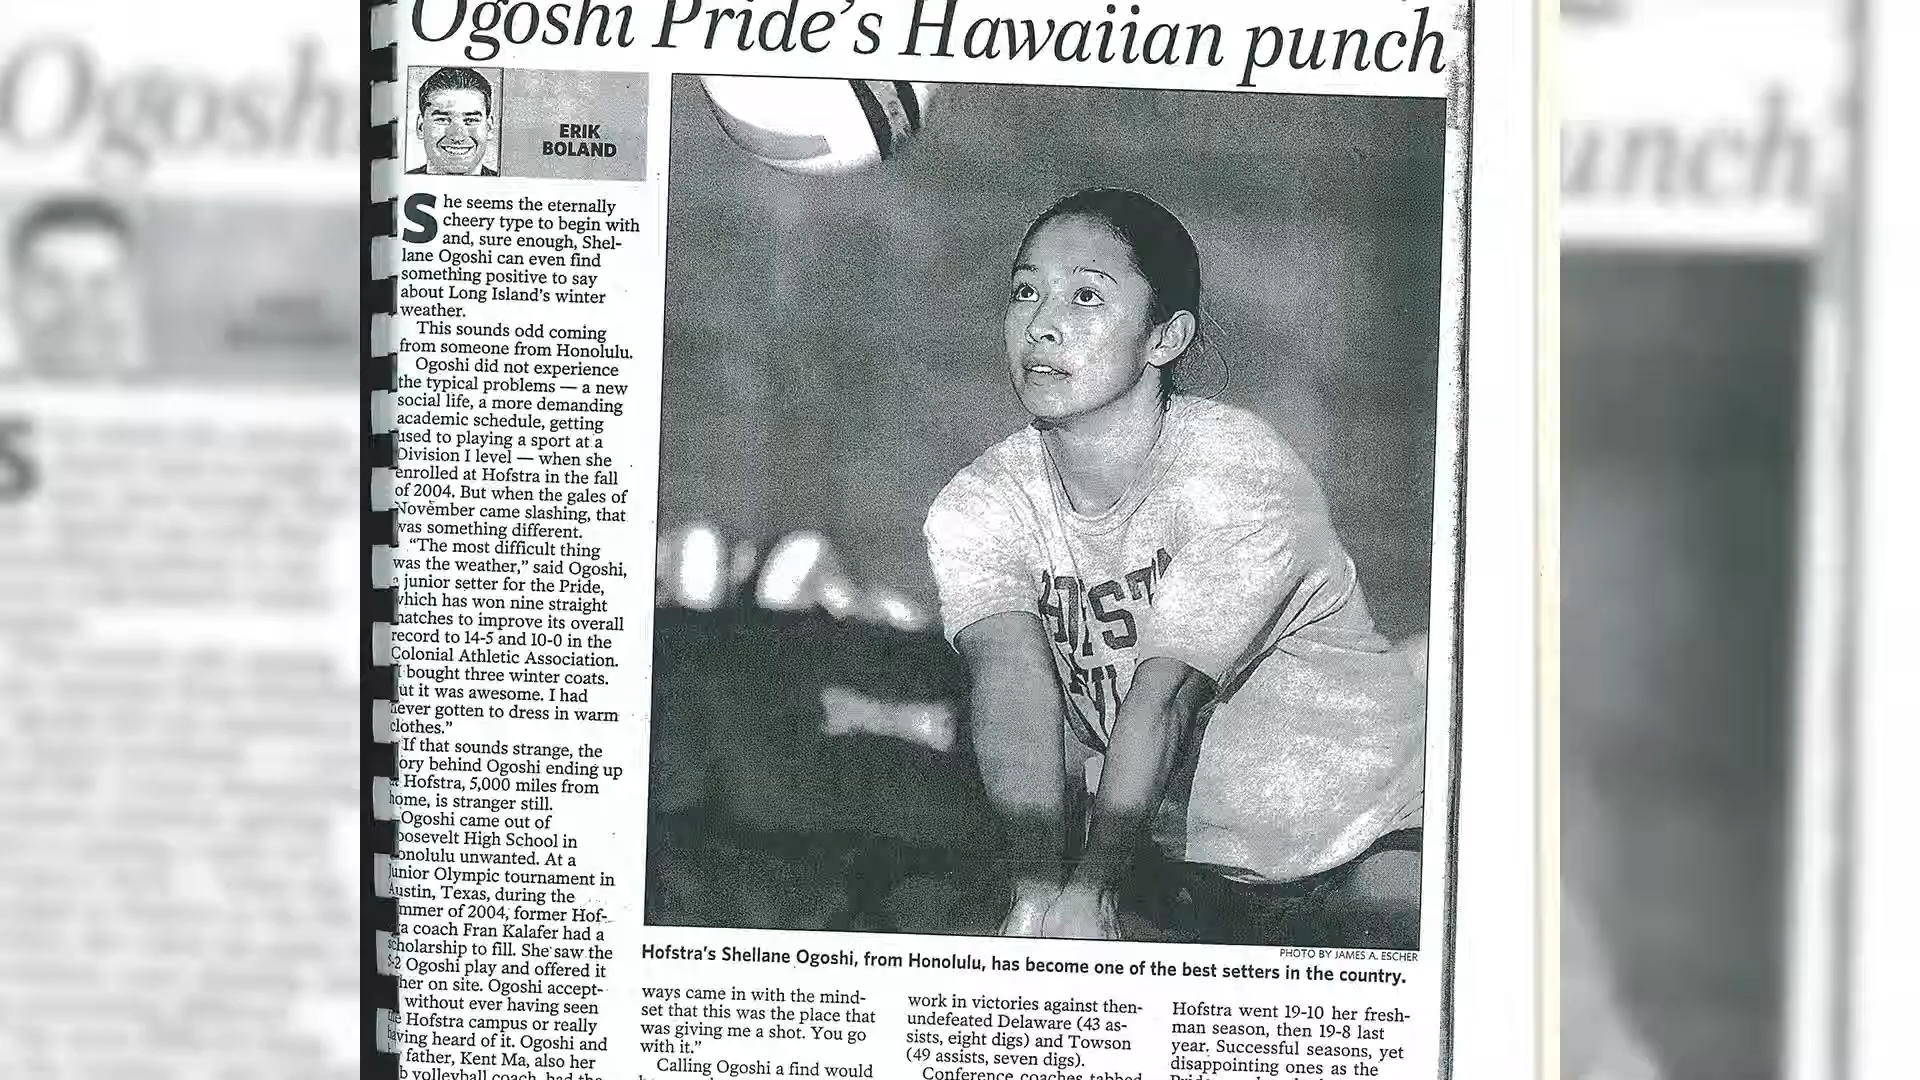 Ogoshi Pride's Hawaiian punch
ERIK
BOLAND
She seems the eternally
cheery type to begin with
and, sure enough, Shel-
lane Ogoshi can even find
something positive to say
about Long Island's winter
weather.
This sounds odd coming
from someone from Honolulu.
Ogoshi did not experience
the typical problems — a new
social life, a more demanding
academic schedule, getting
used to playing a sport at a
Division I level — when she
enrolled at Hofstra in the fall
of 2004. But when the gales of
November came slashing, that
was something different.
"The most difficult thing
was the weather," said Ogoshi,
a junior setter for the Pride,
which has won nine straight
matches to improve its overall
record to 14-5 and 10-0 in the
Colonial Athletic Association.
"I bought three winter coats.
ut it was awesome. I had
never gotten to dress in warm
clothes."
If that sounds strange, the
ory behind Ogoshi ending up
at Hofstra, 5,000 miles from
home, is stranger still.
Ogoshi came out of
oosevelt High School in
onolulu unwanted. At a
Junior Olympic tournament in
Austin, Texas, during the
mmer of 2004, former Hof-
ra coach Fran Kalafer had a
scholarship to fill. She saw the
5-2 Ogoshi play and offered it
her on site. Ogoshi accept-
without ever having seen
the Hofstra campus or really
having heard of it. Ogoshi and
father, Kent Ma, also her
b volleyball coach, had the
PHOTO BY JAMES A. ESCHER
Hofstra's Shellane Ogoshi, from Honolulu, has become one of the best setters in the country.
ways came in with the mind-
set that this was the place that
was giving me a shot. You go
with it."
Calling Ogoshi a find would
work in victories against then-
undefeated Delaware (43 as-
sists, eight digs) and Towson
(49 assists, seven digs).
Conference coaches tabbed
Hofstra went 19-10 her fresh-
man season, then 19-8 last
year. Successful seasons, yet
disappointing ones as the